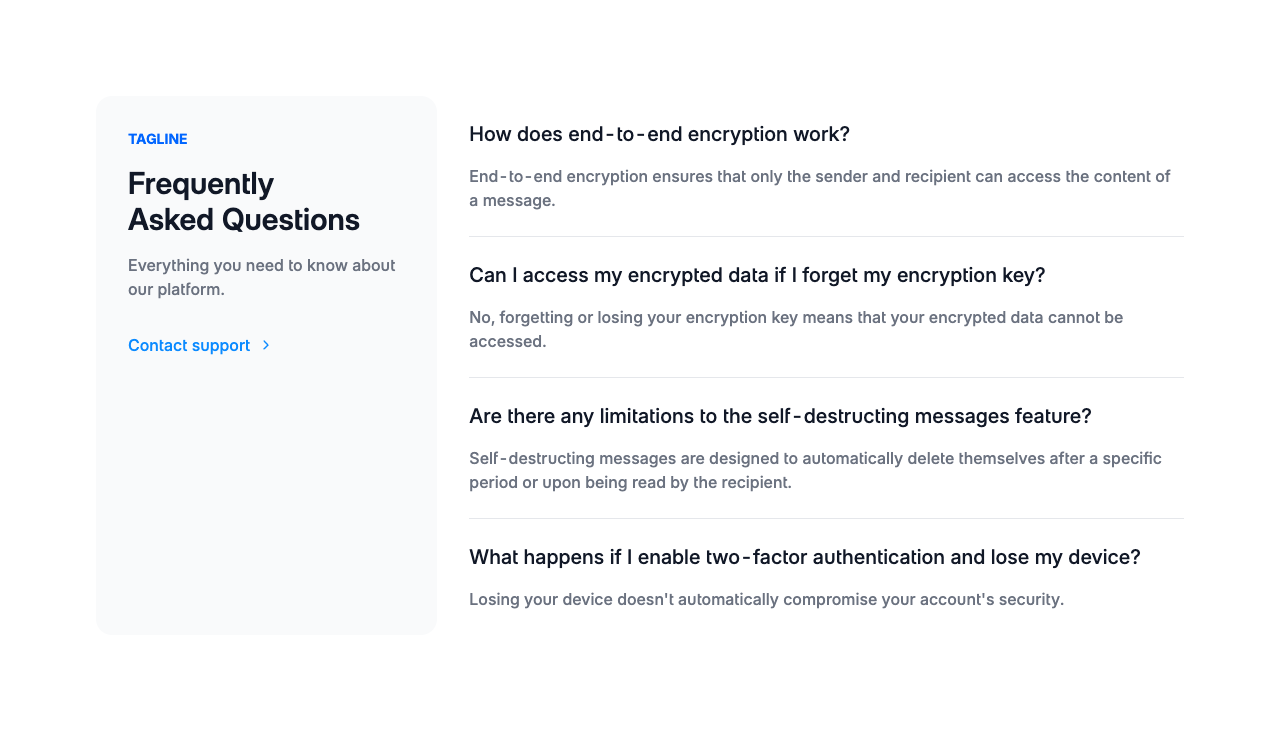 TAGLINE
Frequently
Asked Questions
Everything you need to know about
our platform.
Contact support
How does end-to-end encryption work?
End-to-end encryption ensures that only the sender and recipient can access the content of
a message.
Can I access my encrypted data if I forget my encryption key?
No, forgetting or losing your encryption key means that your encrypted data cannot be
accessed.
Are there any limitations to the self-destructing messages feature?
Self-destructing messages are designed to automatically delete themselves after a specific
period or upon being read by the recipient.
What happens if I enable two-factor authentication and lose my device?
Losing your device doesn't automatically compromise your account's security.